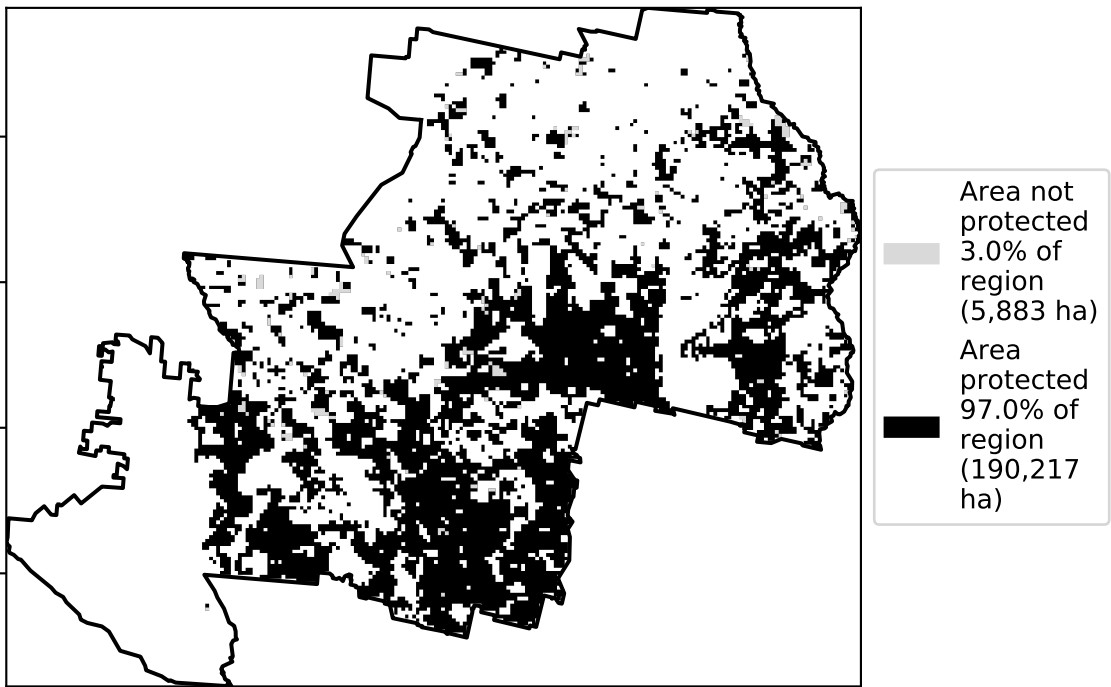 Area not
protected
3.0% of
region
(5,883 ha)
Area
protected
97.0% of
region
(190,217
ha)